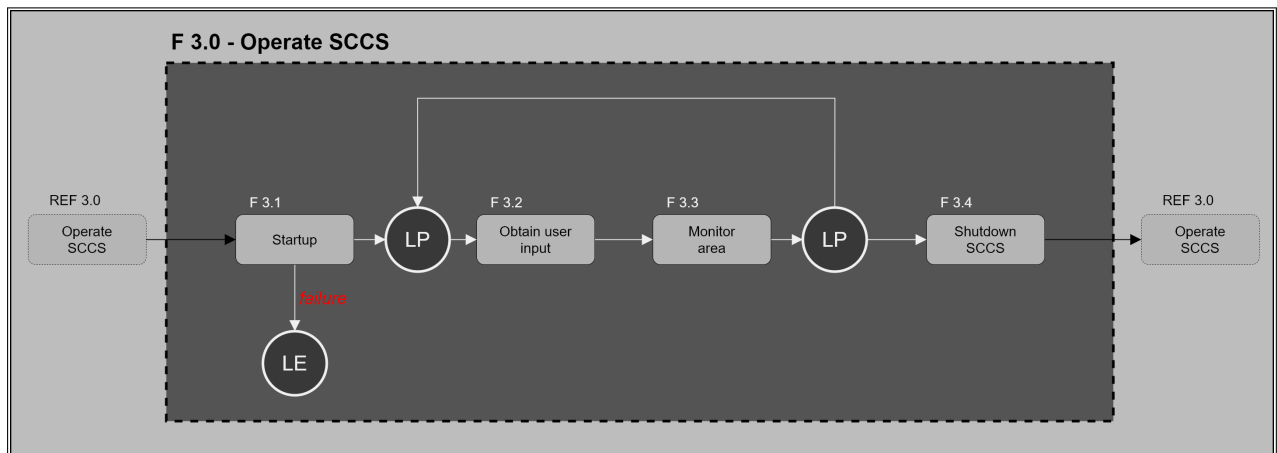 F 3.0 - Operate SCCS
REF 3.0
Operate
SCCS
F 3.1
Startup
failure
LE
LP
F 3.2
Obtain user
input
F 3.3
Monitor
area
LP
F 3.4
Shutdown
SCCS
REF 3.0
Operate
SCCS